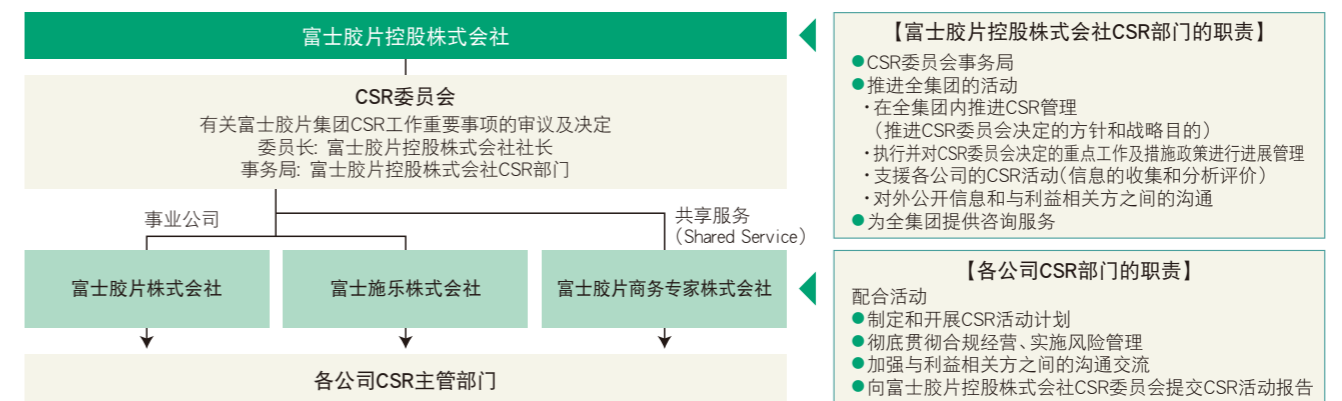 富士胶片控股株式会社
CSR委员会
有关富士胶片集团CSR工作重要事项的审议及决定
委员长: 富士胶片控股株式会社社长
事务局: 富士胶片控股株式会社CSR部门
事业公司
共享服务
（Shared Service）
富士胶片株式会社
富士施乐株式会社
富士胶片商务专家株式会社
各公司CSR主管部门
【富士胶片控股株式会社CSR部门的职责】
●CSR委员会事务局
●推进全集团的活动
・在全集团内推进CSR管理
（推进CSR委员会决定的方针和战略目的）
・执行并对CSR委员会决定的重点工作及措施政策进行进展管理
・支援各公司的CSR活动（信息的收集和分析评价）
・对外公开信息和与利益相关方之间的沟通
●为全集团提供咨询服务
【各公司CSR部门的职责】
配合活动
●制定和开展CSR活动计划
●彻底贯彻合规经营、实施风险管理
●加强与利益相关方之间的沟通交流
●向富士胶片控股株式会社CSR委员会提交CSR活动报告